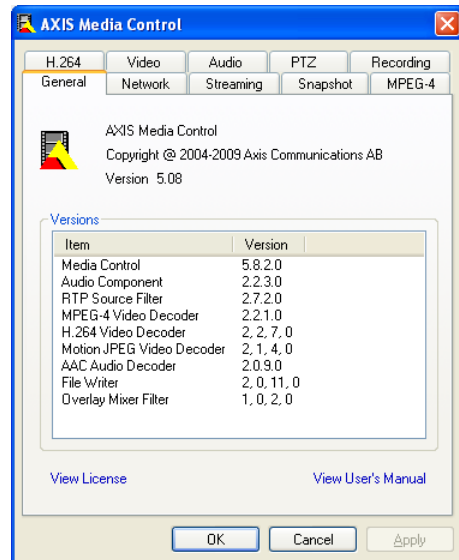 AXIS Media Control
H.264 Video Audio PTZ Recording
General Network Streaming Snapshot MPEG-4
AXIS Media Control
Copyright @ 2004-2009 Axis Communications AB
Version 5.08
Versions
Item Version
Media Control 5.8.2.0
Audio Component 2.2.3.0
RTP Source Filter 2.7.2.0
MPEG-4 Video Decoder 2.2.1.0
H.264 Video Decoder 2, 2, 7, 0
Motion JPEG Video Decoder 2, 1, 4, 0
AAC Audio Decoder 2.0.9.0
File Writer 2, 0, 11, 0
Overlay Mixer Filter 1, 0, 2, 0
View License View User's Manual
OK Cancel Apply